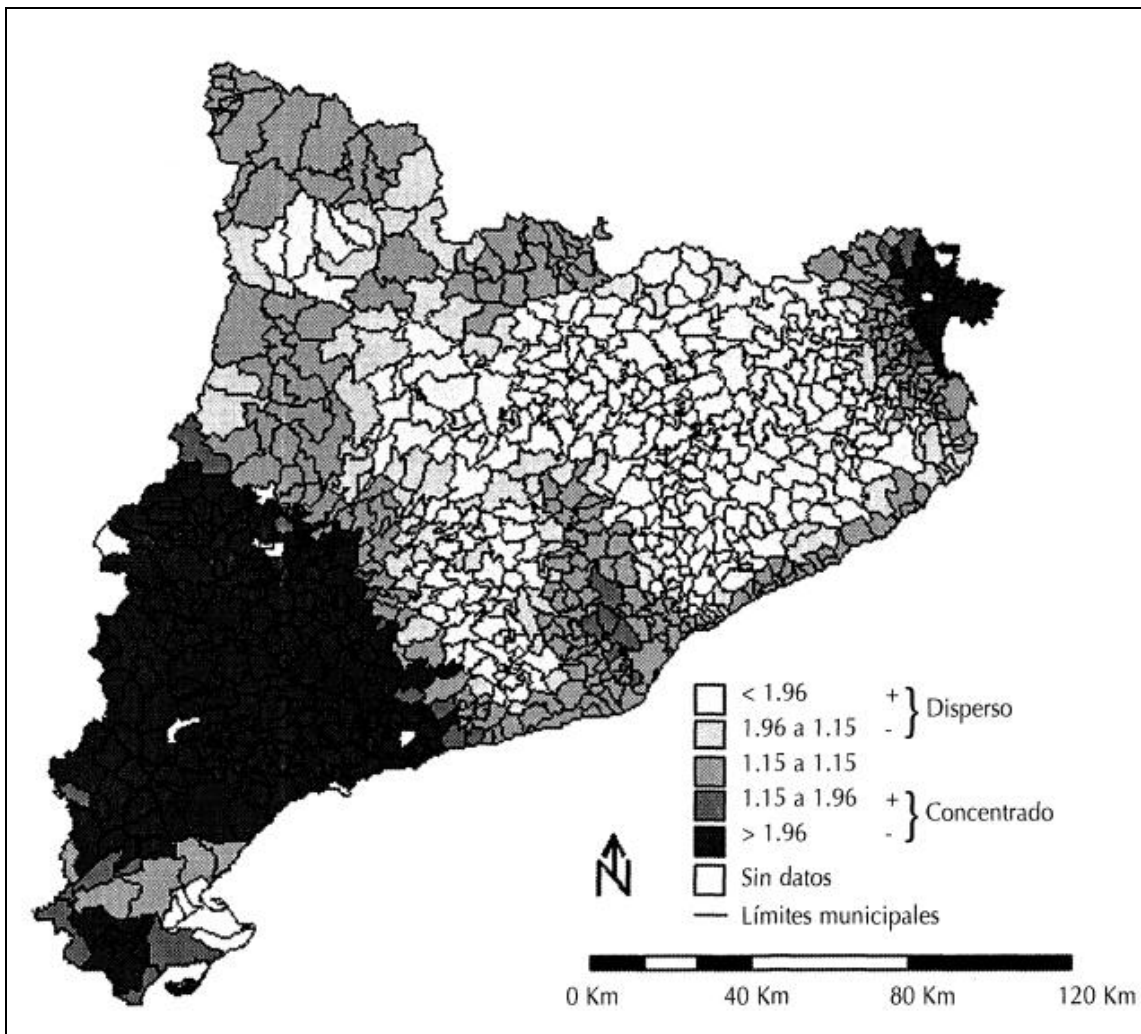 < 1.96 +
1.96 a 1.15 - } Disperso
1.15 a 1.15
1.15 a 1.96 +
> 1.96 - } Concentrado
Sin datos
Límites municipales
N
0 Km 40 Km 80 Km 120 Km